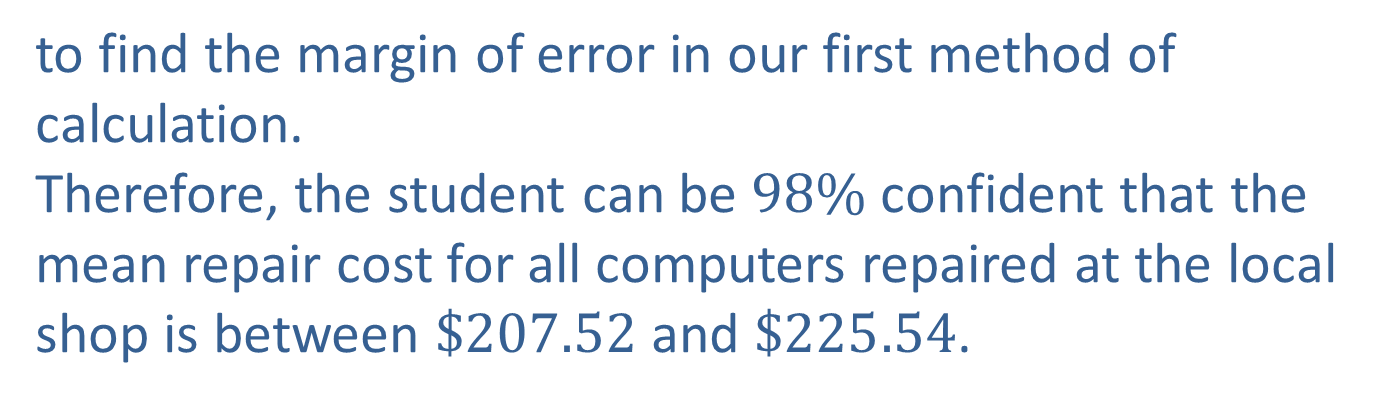 to find the margin of error in our first method of
calculation.
Therefore, the student can be 98% confident that the
mean repair cost for all computers repaired at the local
shop is between $207.52 and $225.54.